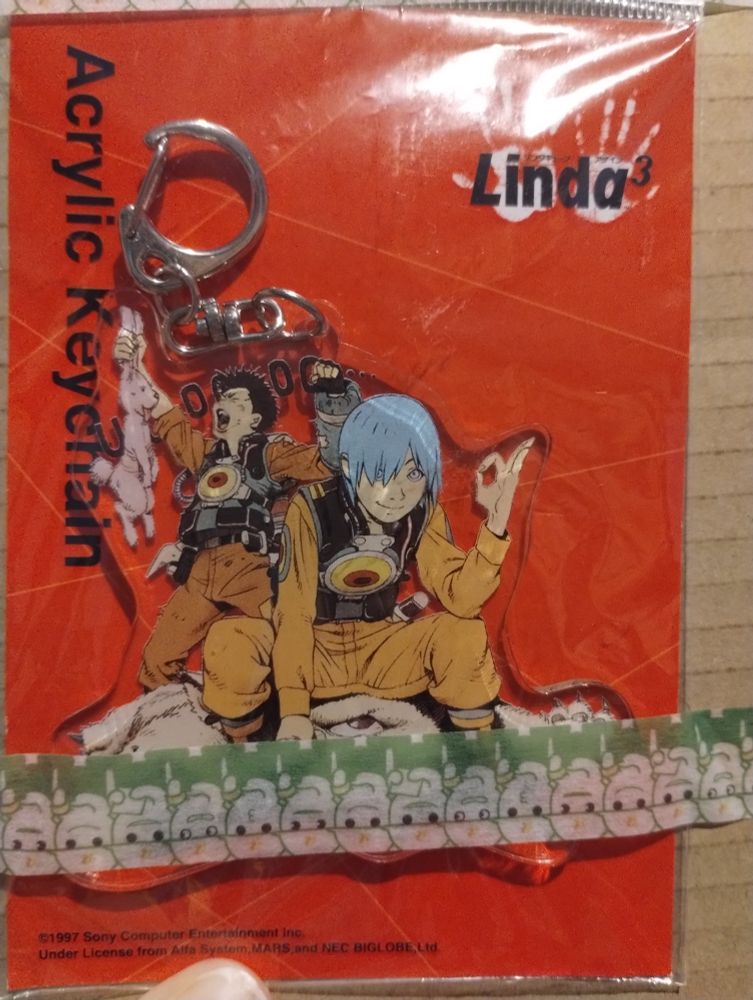 Acrylic Keychain
Linda³
©1997 Sony Computer Entertainment Inc.
Under License from Alfa System,MARS,and NEC BIGLOBE,Ltd.